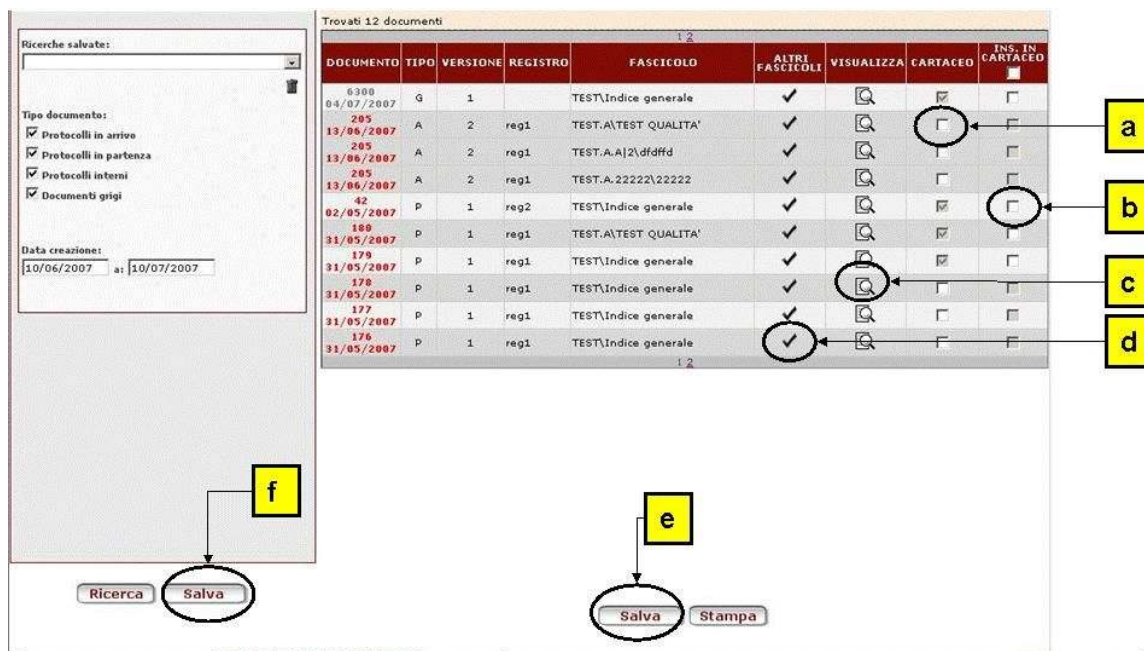 Ricerche salvate:
Tipo documento:
Protocolli in arrivo
Protocolli in partenza
Protocolli interni
Documenti grigi
Data creazione:
10/06/2007 a: 10/07/2007
Ricerca Salva
Trovati 12 documenti
1 2
DOCUMENTO TIPO VERSIONE REGISTRO FASCICOLO ALTRI FASCICOLI VISUALIZZA CARTACEO INS. IN CARTACEO
6300 04/07/2007 G 1 TEST\Indice generale
205 13/06/2007 A 2 reg1 TEST.A\TEST QUALITA'
205 13/06/2007 A 2 reg1 TEST.A.A|2\dfdffd
205 13/06/2007 A 2 reg1 TEST.A.22222\22222
42 02/05/2007 P 1 reg2 TEST\Indice generale
180 31/05/2007 P 1 reg1 TEST.A\TEST QUALITA'
179 31/05/2007 P 1 reg1 TEST\Indice generale
178 31/05/2007 P 1 reg1 TEST\Indice generale
177 31/05/2007 P 1 reg1 TEST\Indice generale
176 31/05/2007 P 1 reg1 TEST\Indice generale
1 2
Salva Stampa
a
b
c
d
e
f